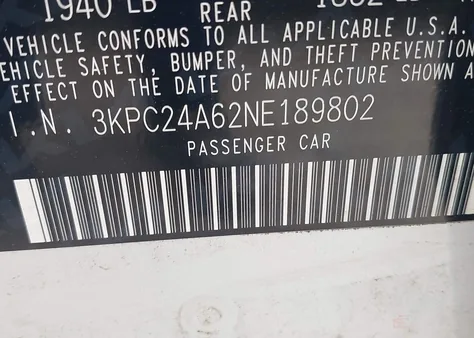 1940 LB
REAR
VEHICLE CONFORMS TO ALL APPLICABLE U.S.A.
VEHICLE SAFETY, BUMPER, AND THEFT PREVENTION
EFFECT ON THE DATE OF MANUFACTURE SHOWN A
I.N. 3KPC24A62NE189802
PASSENGER CAR